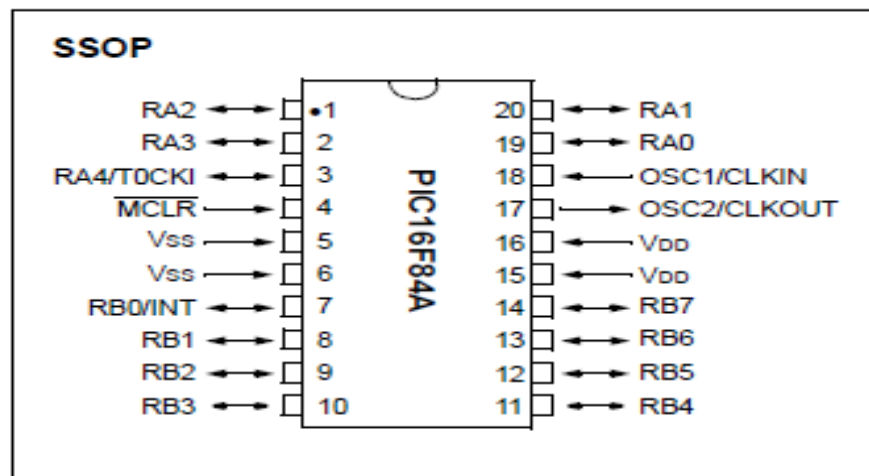 SSOP
RA2 •1 20 RA1
RA3 2 19 RA0
RA4/T0CKI 3 18 OSC1/CLKIN
MCLR 4 17 OSC2/CLKOUT
VSS 5 16 VDD
VSS 6 15 VDD
RB0/INT 7 14 RB7
RB1 8 13 RB6
RB2 9 12 RB5
RB3 10 11 RB4
PIC16F84A